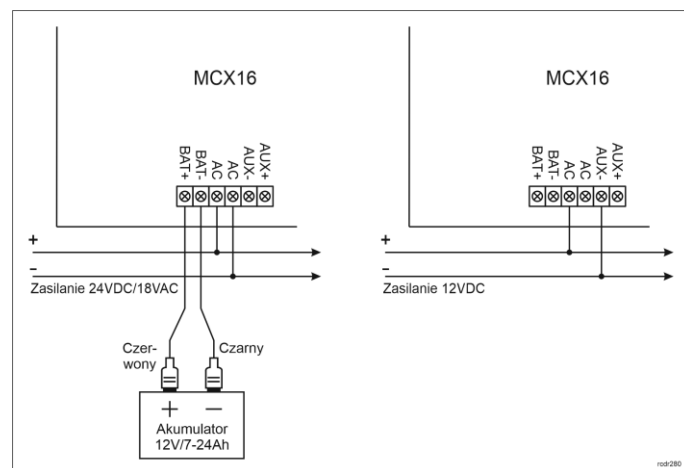 MCX16
BAT+
BAT-
AC
AC
AUX-
AUX+
+
-
Zasilanie 24VDC/18VAC
Czer-
wony
Czarny
+ -
Akumulator
12V/7-24Ah
MCX16
BAT+
BAT-
AC
AC
AUX-
AUX+
+
-
Zasilanie 12VDC
rcdr280